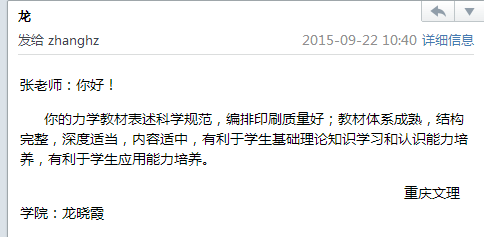 龙
发给 zhanghz 2015-09-22 10:40 详细信息
张老师：你好！
你的力学教材表述科学规范，编排印刷质量好；教材体系成熟，结构
完整，深度适当，内容适中，有利于学生基础理论知识学习和认识能力培
养，有利于学生应用能力培养。
重庆文理
学院：龙晓霞